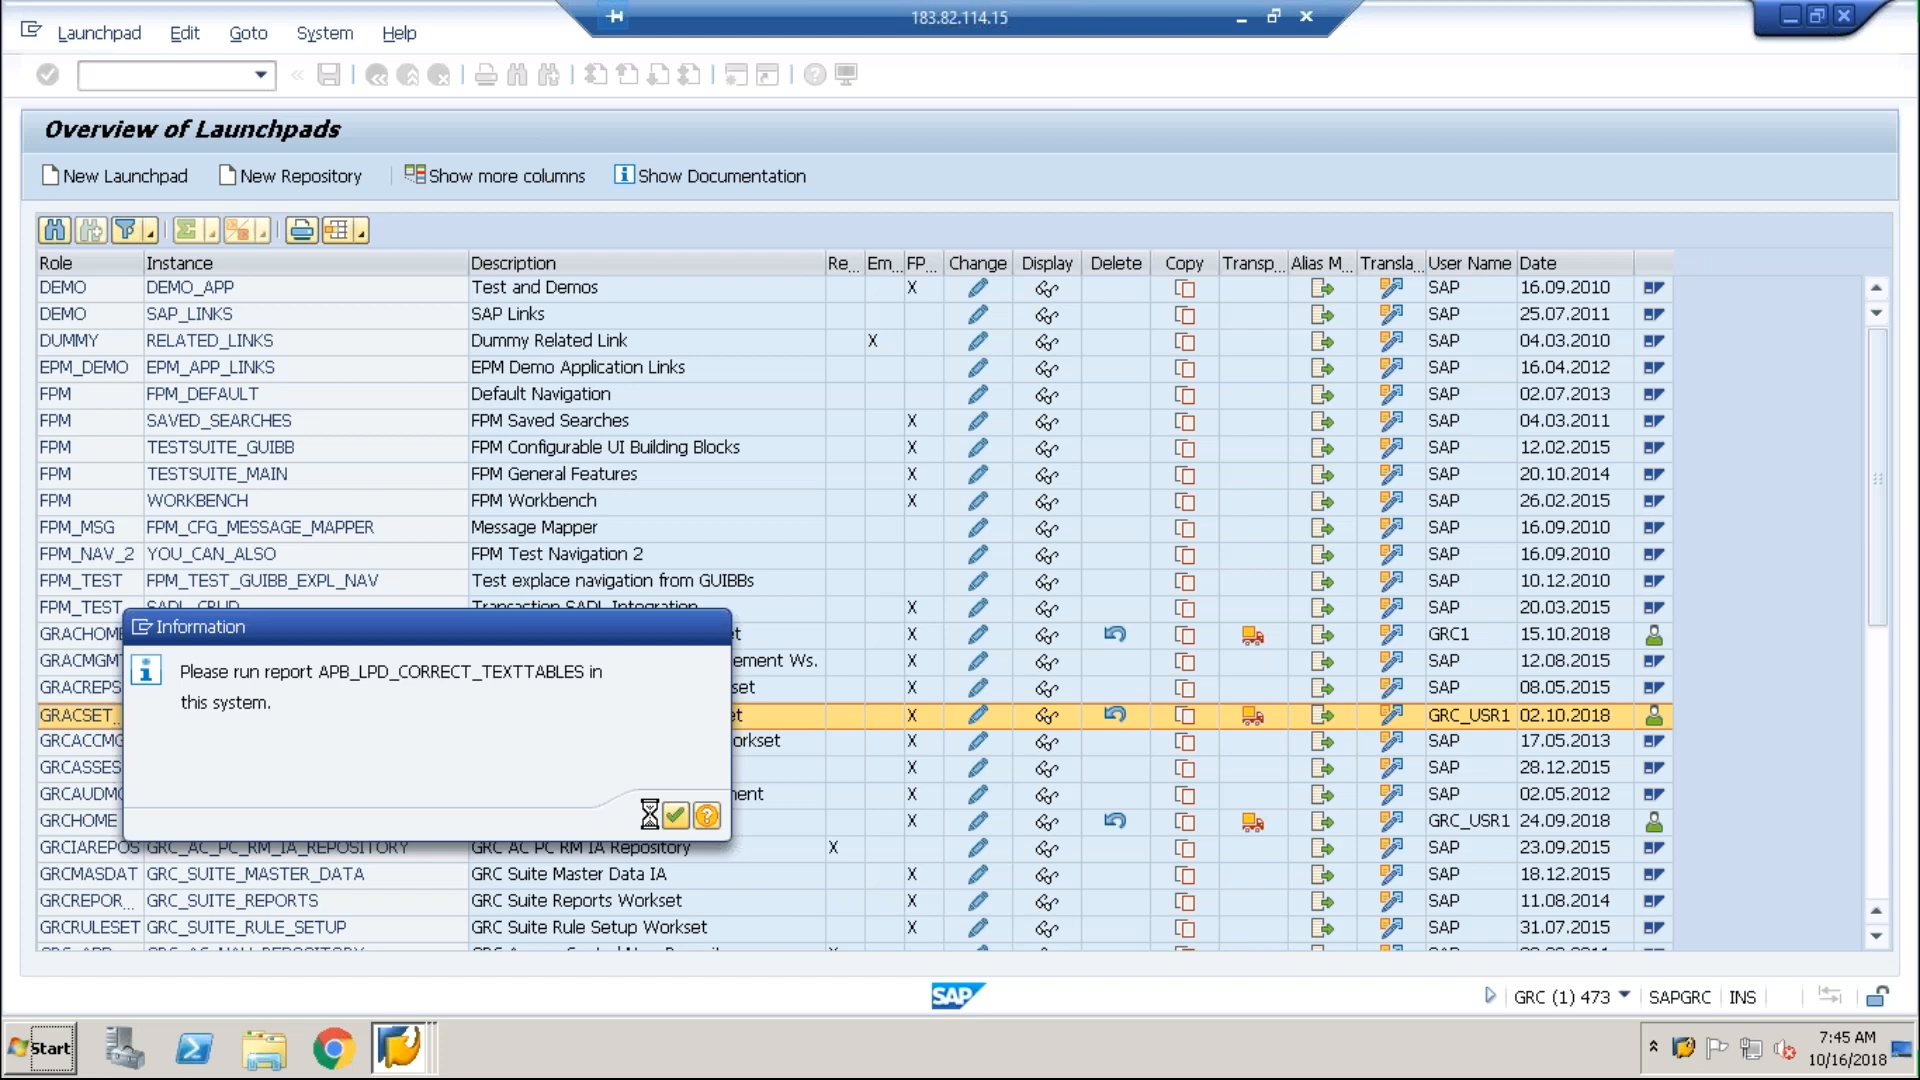 183.82.114.15
Launchpad Edit Goto System Help
Overview of Launchpads
New Launchpad New Repository Show more columns Show Documentation
Role Instance Description Re... Em... FP... Change Display Delete Copy Transp... Alias M... Transla... User Name Date
DEMO DEMO_APP Test and Demos X SAP 16.09.2010
DEMO SAP_LINKS SAP Links SAP 25.07.2011
DUMMY RELATED_LINKS Dummy Related Link X SAP 04.03.2010
EPM_DEMO EPM_APP_LINKS EPM Demo Application Links SAP 16.04.2012
FPM FPM_DEFAULT Default Navigation SAP 02.07.2013
FPM SAVED_SEARCHES FPM Saved Searches X SAP 04.03.2011
FPM TESTSUITE_GUIBB FPM Configurable UI Building Blocks X SAP 12.02.2015
FPM TESTSUITE_MAIN FPM General Features X SAP 20.10.2014
FPM WORKBENCH FPM Workbench X SAP 26.02.2015
FPM_MSG FPM_CFG_MESSAGE_MAPPER Message Mapper SAP 16.09.2010
FPM_NAV_2 YOU_CAN_ALSO FPM Test Navigation 2 SAP 16.09.2010
FPM_TEST FPM_TEST_GUIBB_EXPL_NAV Test explace navigation from GUIBBs SAP 10.12.2010
FPM_TEST SADL_CRUD Transaction SADL Integration X SAP 20.03.2015
GRACHOME X GRC1 15.10.2018
GRACMGMT ement Ws. X SAP 12.08.2015
GRACREPS set X SAP 08.05.2015
GRACSET... et X GRC_USR1 02.10.2018
GRCACCMG orkset X SAP 17.05.2013
GRCASSES X SAP 28.12.2015
GRCAUDMG ment X SAP 02.05.2012
GRCHOME X GRC_USR1 24.09.2018
GRCIAREPOS GRC_AC_PC_RM_IA_REPOSITORY GRC AC PC RM IA Repository X SAP 23.09.2015
GRCMASDAT GRC_SUITE_MASTER_DATA GRC Suite Master Data IA X SAP 18.12.2015
GRCREPOR... GRC_SUITE_REPORTS GRC Suite Reports Workset X SAP 11.08.2014
GRCRULESET GRC_SUITE_RULE_SETUP GRC Suite Rule Setup Workset X SAP 31.07.2015
Information
Please run report APB_LPD_CORRECT_TEXTTABLES in
this system.
SAP GRC (1) 473 SAPGRC INS
Start
7:45 AM
10/16/2018